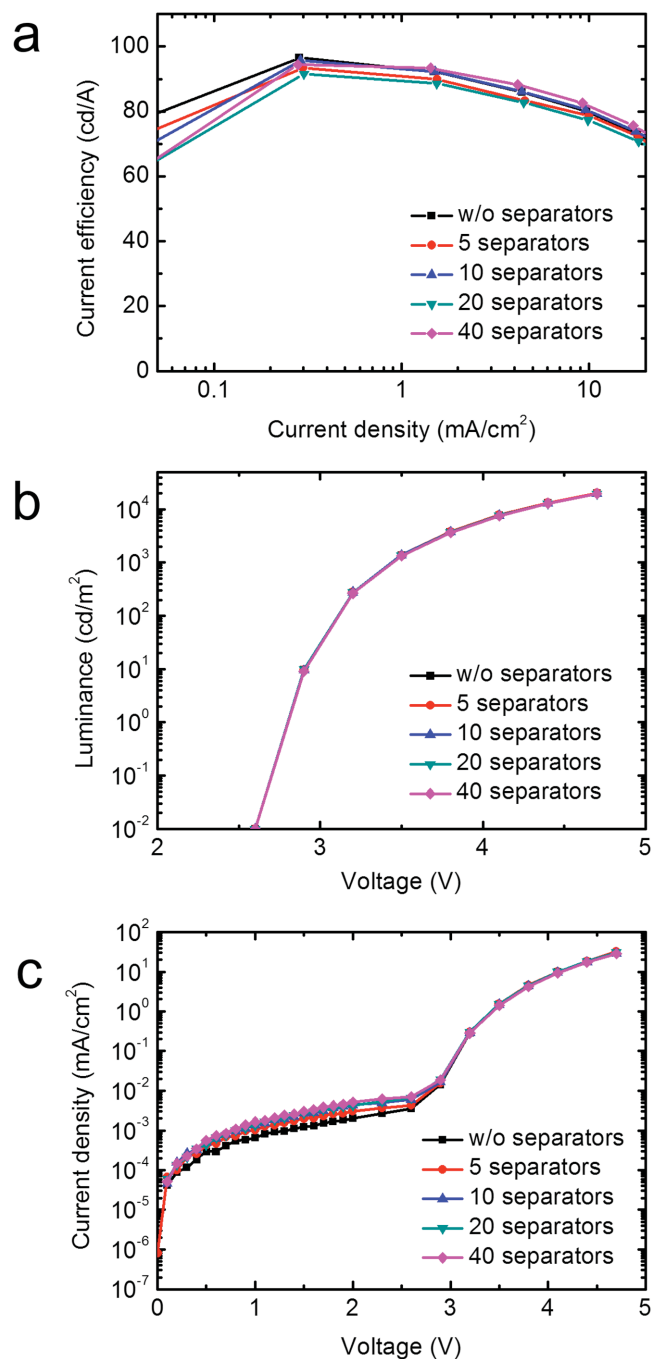 a
100
80
60
40
20
0
Current efficiency (cd/A)
w/o separators
5 separators
10 separators
20 separators
40 separators
0.1 1 10
Current density (mA/cm²)
b
10⁴
10³
10²
10¹
10⁰
10⁻¹
10⁻²
Luminance (cd/m²)
w/o separators
5 separators
10 separators
20 separators
40 separators
2 3 4 5
Voltage (V)
c
10²
10¹
10⁰
10⁻¹
10⁻²
10⁻³
10⁻⁴
10⁻⁵
10⁻⁶
10⁻⁷
Current density (mA/cm²)
w/o separators
5 separators
10 separators
20 separators
40 separators
0 1 2 3 4 5
Voltage (V)